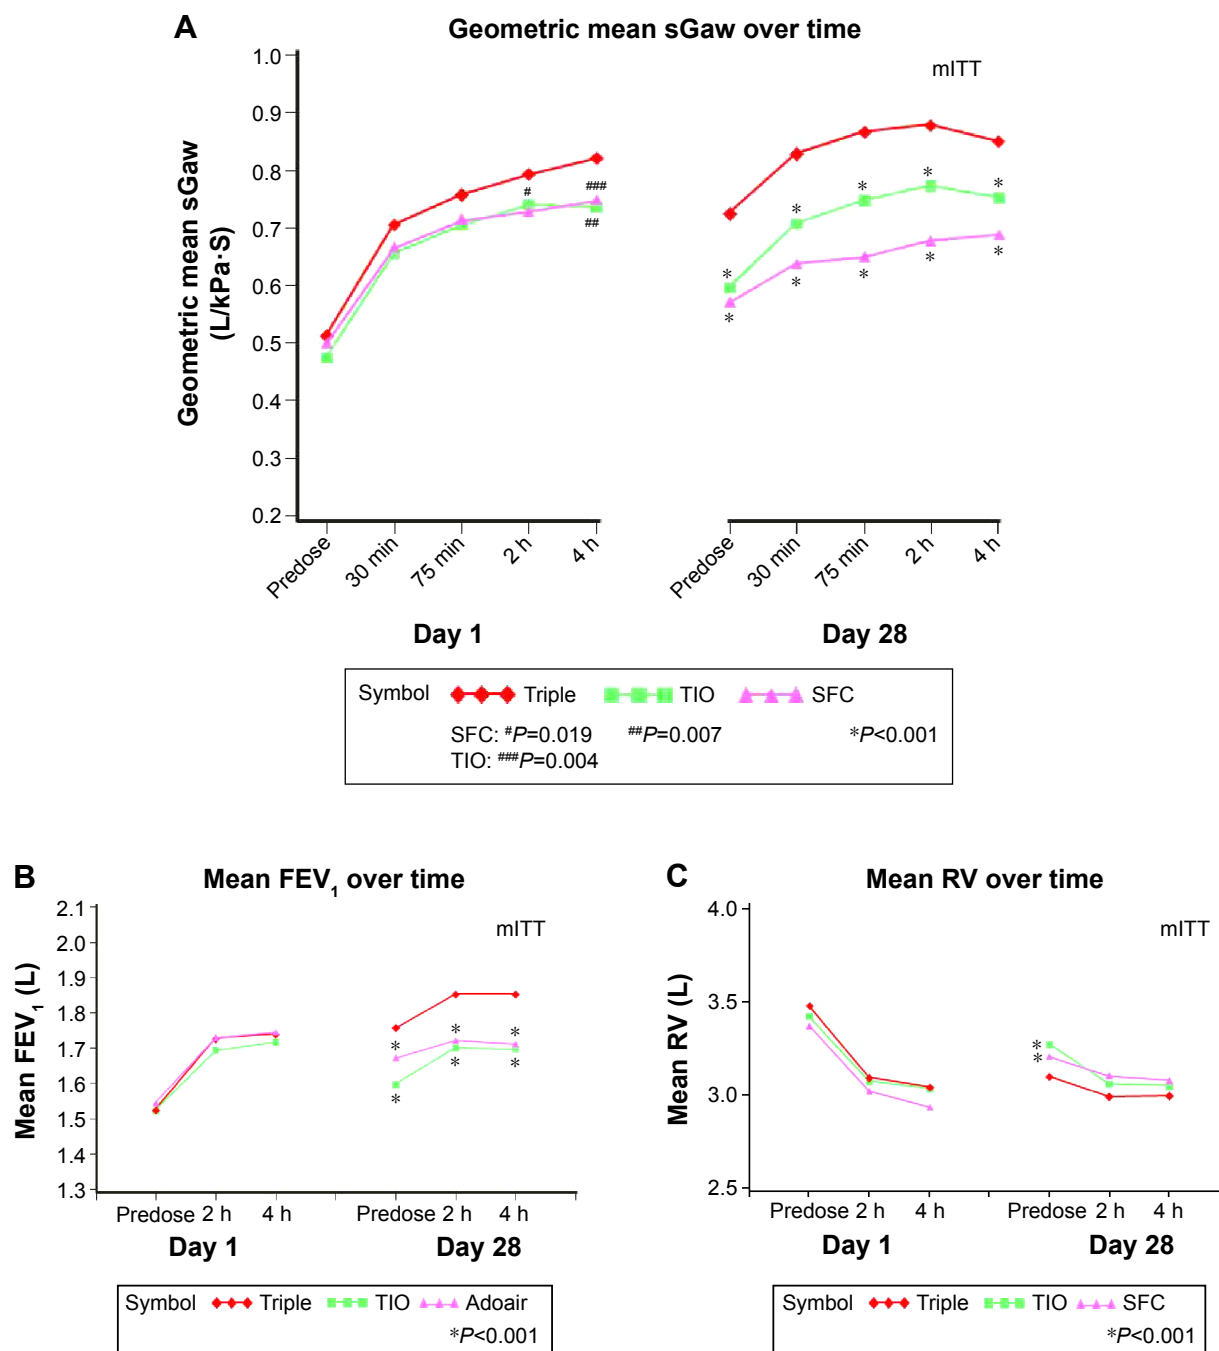 A
Geometric mean sGaw over time
mITT
Geometric mean sGaw
(L/kPa·S)
1.0
0.9
0.8
0.7
0.6
0.5
0.4
0.3
0.2
# ### ##
* * * * *
* * * * *
Predose 30 min 75 min 2 h 4 h
Predose 30 min 75 min 2 h 4 h
Day 1 Day 28
Symbol Triple TIO SFC
SFC: #P=0.019 ##P=0.007 *P<0.001
TIO: ###P=0.004
B
Mean FEV1 over time
mITT
Mean FEV1 (L)
2.1
2.0
1.9
1.8
1.7
1.6
1.5
1.4
1.3
* * *
* * *
Predose 2 h 4 h Predose 2 h 4 h
Day 1 Day 28
Symbol Triple TIO Adoair
*P<0.001
C
Mean RV over time
mITT
Mean RV (L)
4.0
3.5
3.0
2.5
*
*
Predose 2 h 4 h Predose 2 h 4 h
Day 1 Day 28
Symbol Triple TIO SFC
*P<0.001